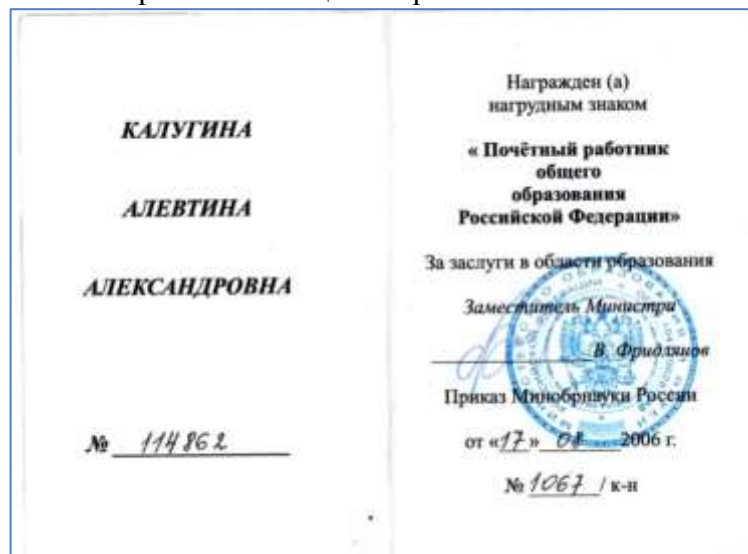 КАЛУГИНА
АЛЕВТИНА
АЛЕКСАНДРОВНА
№ 114862
Награжден (а)
нагрудным знаком
« Почётный работник
общего
образования
Российской Федерации»
За заслуги в области образования
Заместитель Министра
В. Фридлянов
Приказ Минобрнауки России
от «17» 2006 г.
№ 1067 / к-н